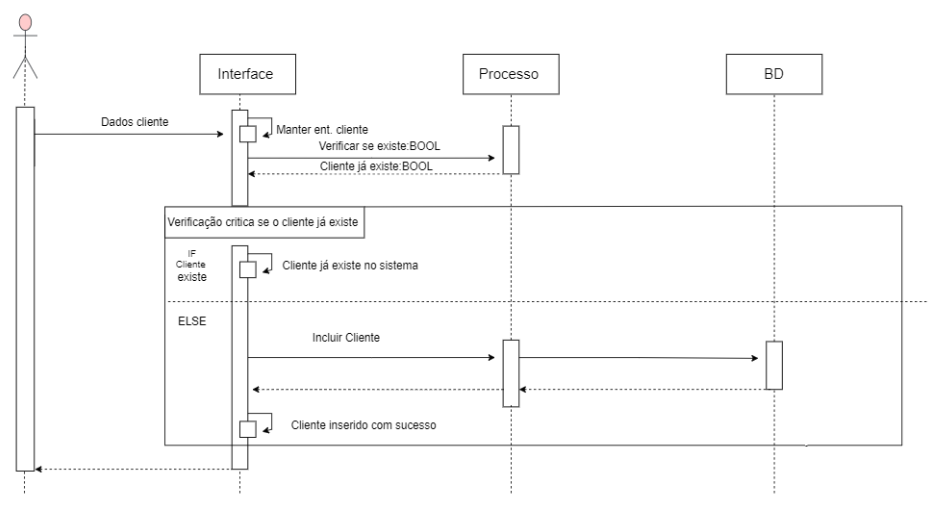 Interface
Processo
BD
Dados cliente
Manter ent. cliente
Verificar se existe:BOOL
Cliente já existe:BOOL
Verificação critica se o cliente já existe
IF
Cliente
existe
Cliente já existe no sistema
ELSE
Incluir Cliente
Cliente inserido com sucesso